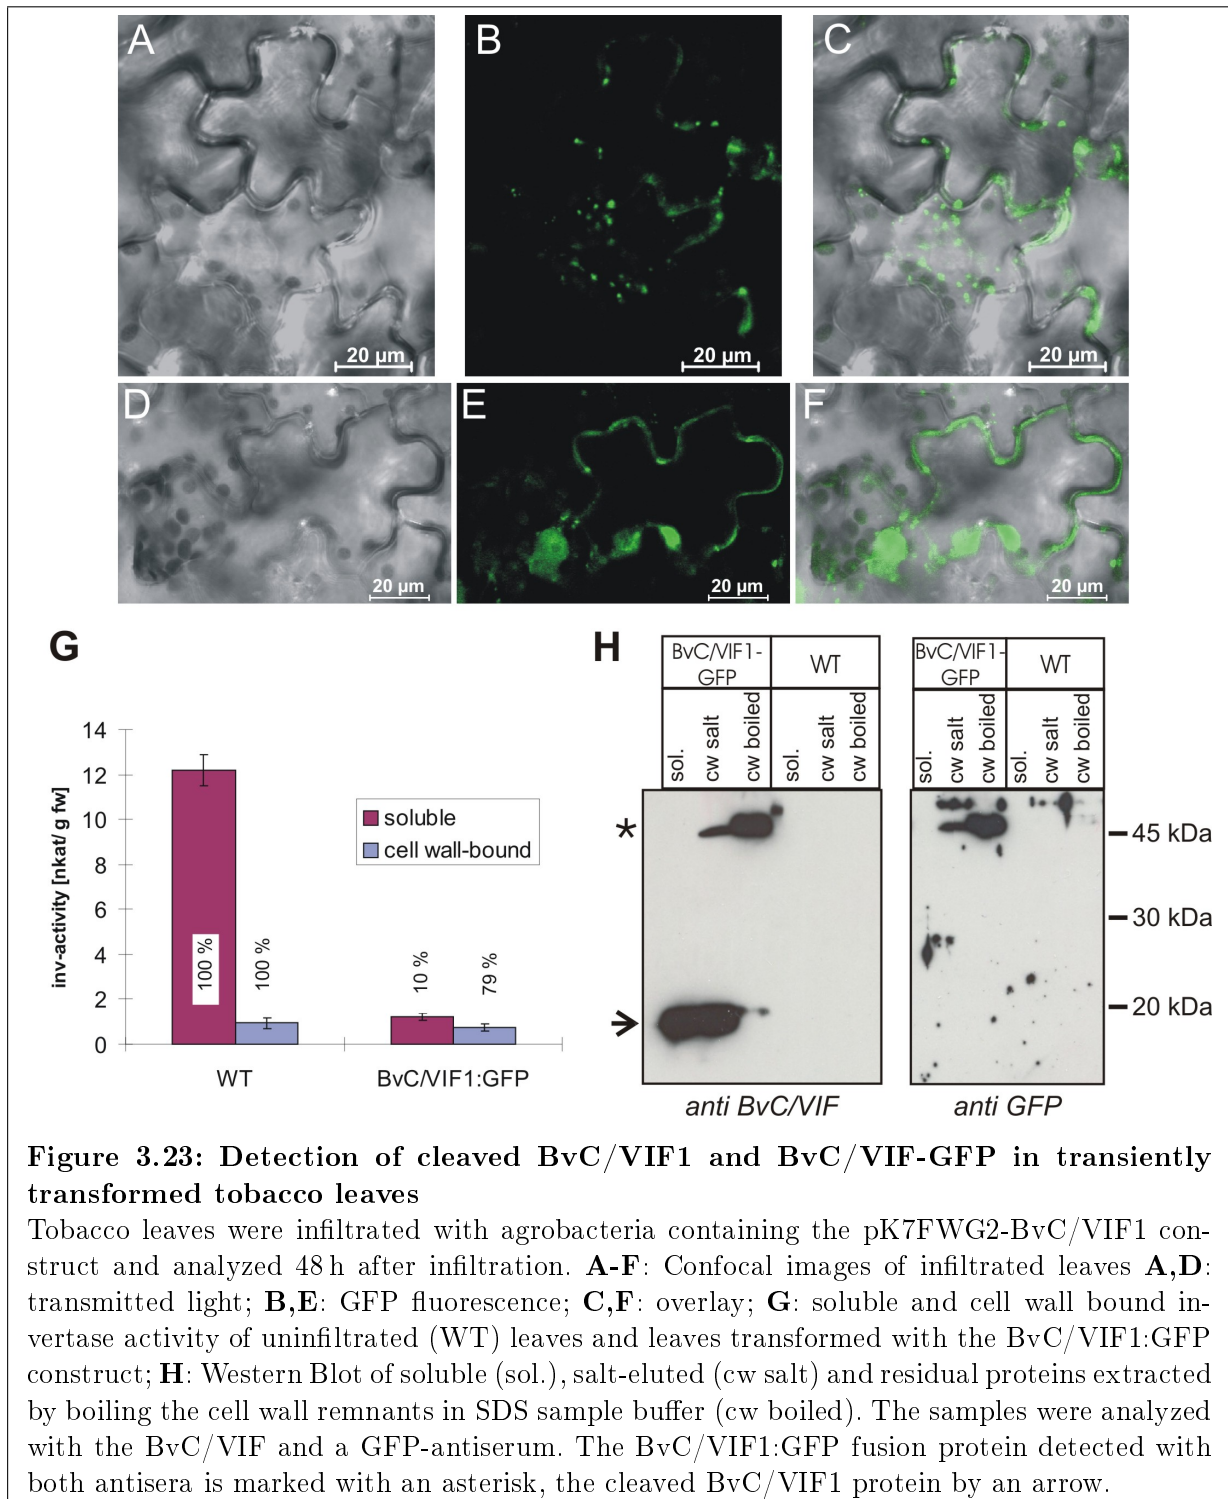 A
B
C
20 µm
20 µm
20 µm
D
E
F
20 µm
20 µm
20 µm
G
H
BvC/VIF1-
GFP
WT
BvC/VIF1-
GFP
WT
sol.
cw salt
cw boiled
sol.
cw salt
cw boiled
sol.
cw salt
cw boiled
sol.
cw salt
cw boiled
inv-activity [nkat/ g fw]
14
12
10
8
6
4
2
0
soluble
cell wall-bound
100 %
100 %
10 %
79 %
WT
BvC/VIF1:GFP
*
45 kDa
30 kDa
20 kDa
anti BvC/VIF
anti GFP
Figure 3.23: Detection of cleaved BvC/VIF1 and BvC/VIF-GFP in transiently
transformed tobacco leaves
Tobacco leaves were infiltrated with agrobacteria containing the pK7FWG2-BvC/VIF1 con-
struct and analyzed 48 h after infiltration. A-F: Confocal images of infiltrated leaves A,D:
transmitted light; B,E: GFP fluorescence; C,F: overlay; G: soluble and cell wall bound in-
vertase activity of uninfiltrated (WT) leaves and leaves transformed with the BvC/VIF1:GFP
construct; H: Western Blot of soluble (sol.), salt-eluted (cw salt) and residual proteins extracted
by boiling the cell wall remnants in SDS sample buffer (cw boiled). The samples were analyzed
with the BvC/VIF and a GFP-antiserum. The BvC/VIF1:GFP fusion protein detected with
both antisera is marked with an asterisk, the cleaved BvC/VIF1 protein by an arrow.